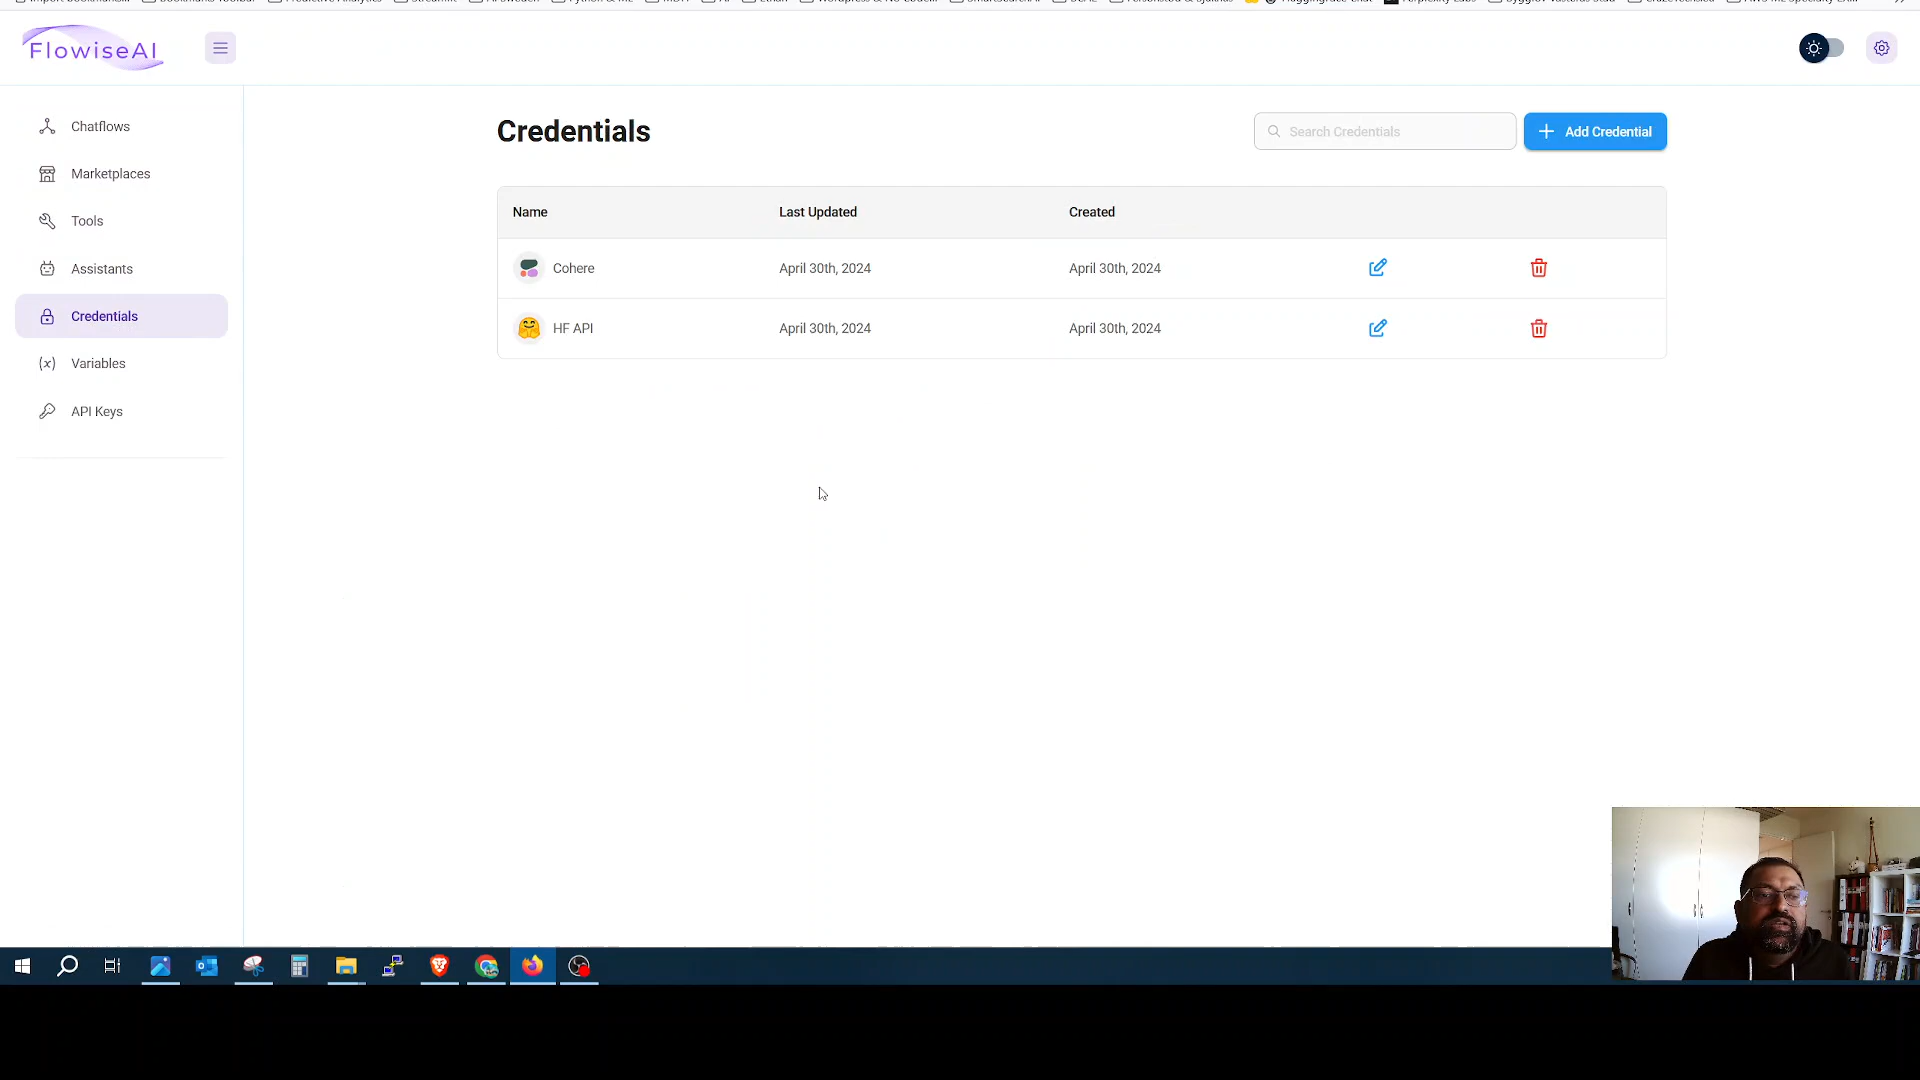 FlowiseAI
Chatflows
Marketplaces
Tools
Assistants
Credentials
Variables
API Keys
Credentials
Search Credentials
Add Credential
Name Last Updated Created
Cohere April 30th, 2024 April 30th, 2024
HF API April 30th, 2024 April 30th, 2024